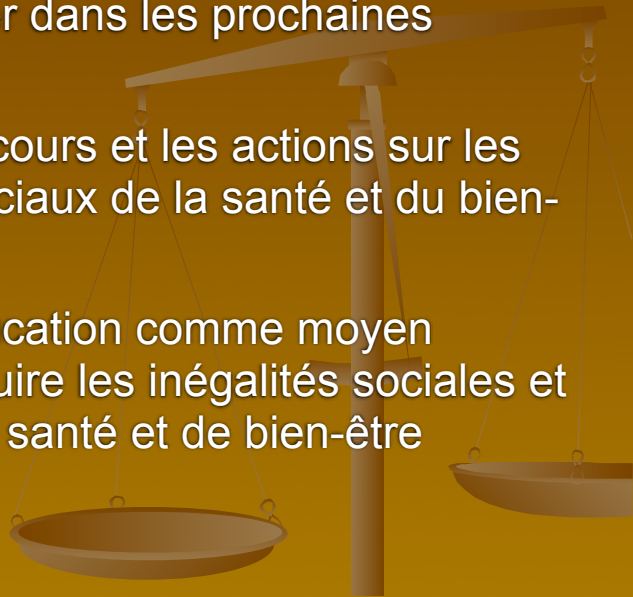 r dans les prochaines
cours et les actions sur les
ciaux de la santé et du bien-
cation comme moyen
uire les inégalités sociales et
santé et de bien-être